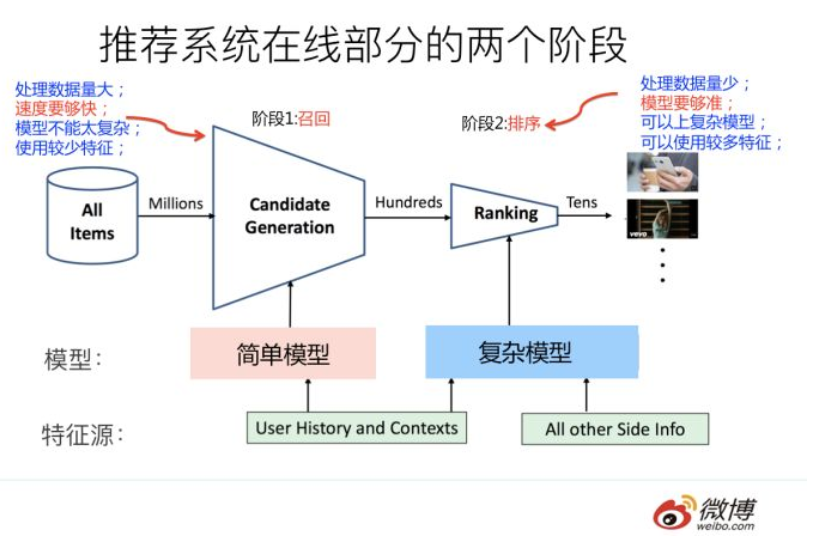 推荐系统在线部分的两个阶段
处理数据量大；
速度要够快；
模型不能太复杂；
使用较少特征；
阶段1:召回
阶段2:排序
处理数据量少；
模型要够准；
可以上复杂模型；
可以使用较多特征；
All
Items
Millions
Candidate
Generation
Hundreds
Ranking
Tens
vevo
模型：
简单模型
复杂模型
特征源：
User History and Contexts
All other Side Info
微博
weibo.com